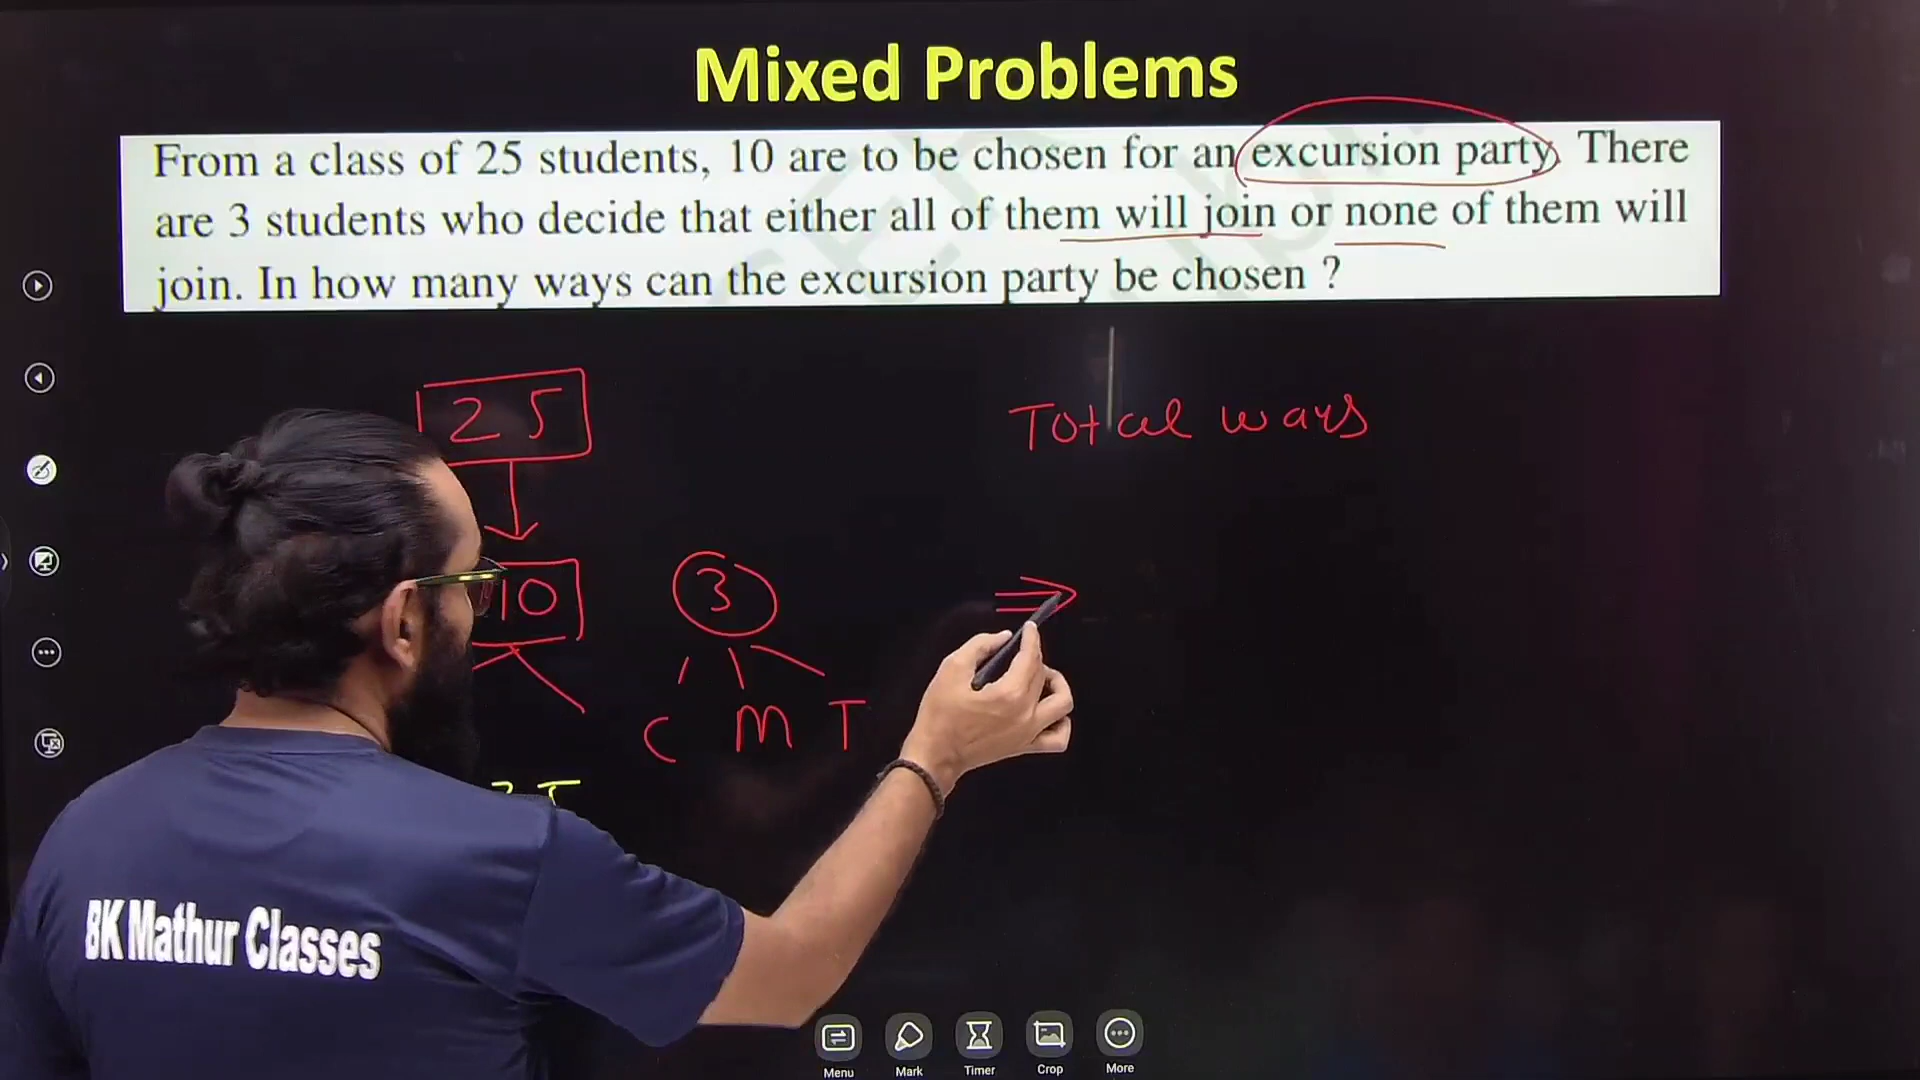 Mixed Problems
From a class of 25 students, 10 are to be chosen for an excursion party. There
are 3 students who decide that either all of them will join or none of them will
join. In how many ways can the excursion party be chosen ?
25
Total ways
10
3
C M T
BK Mathur Classes
Menu Mark Timer Crop More